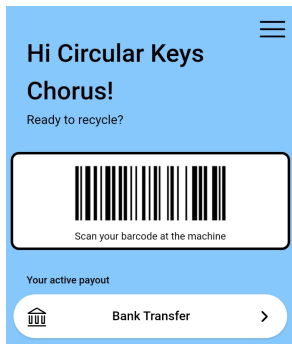 Hi Circular Keys
Chorus!
Ready to recycle?
Scan your barcode at the machine
Your active payout
Bank Transfer